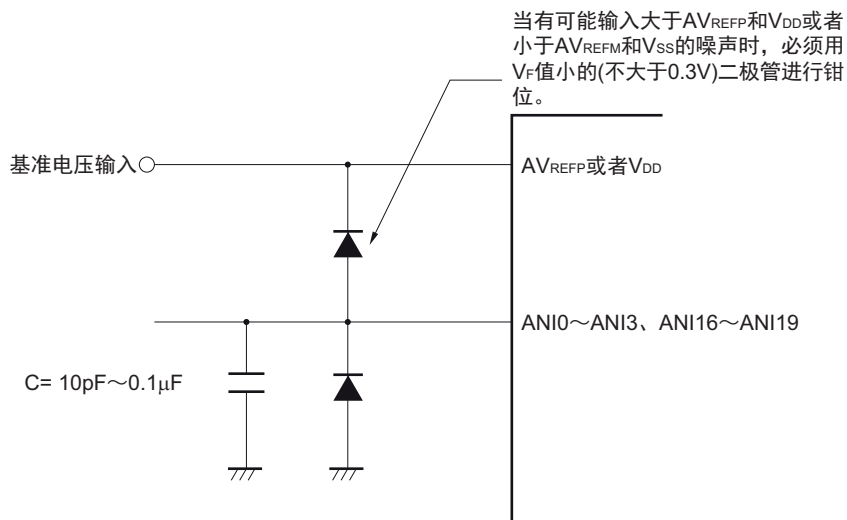 当有可能输入大于AVREFP和VDD或者
小于AVREFM和VSS的噪声时，必须用
VF值小的(不大于0.3V)二极管进行钳
位。
基准电压输入
AVREFP或者VDD
ANI0～ANI3、ANI16～ANI19
C= 10pF～0.1μF